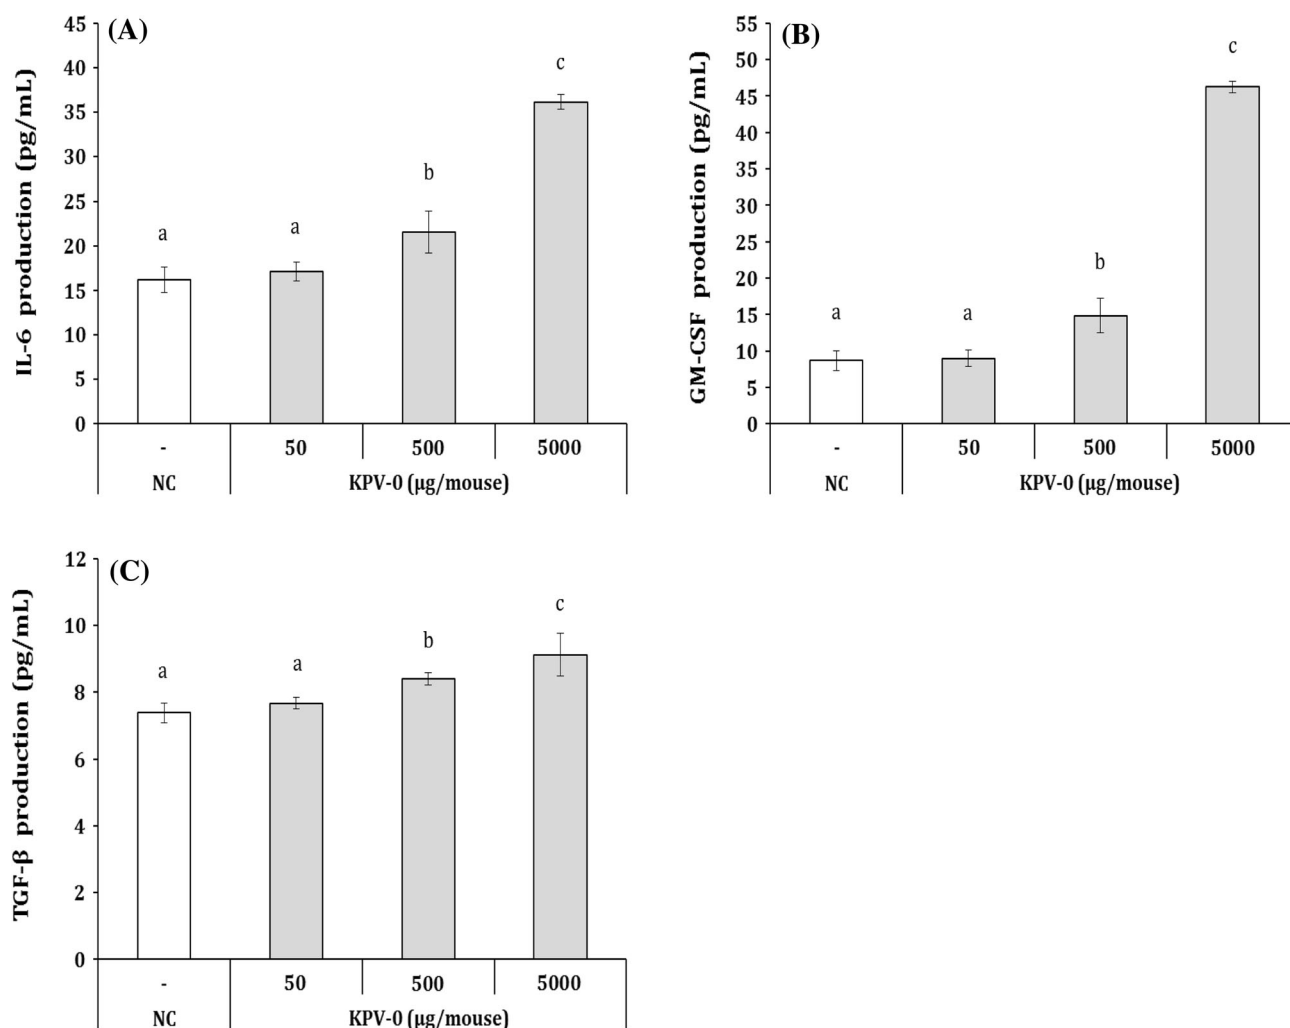 (A)
IL-6 production (pg/mL)
45
40
35
30
25
20
15
10
5
0
a
a
b
c
- 50 500 5000
NC KPV-0 (µg/mouse)
(B)
GM-CSF production (pg/mL)
55
50
45
40
35
30
25
20
15
10
5
0
a
a
b
c
- 50 500 5000
NC KPV-0 (µg/mouse)
(C)
TGF-β production (pg/mL)
12
10
8
6
4
2
0
a
a
b
c
- 50 500 5000
NC KPV-0 (µg/mouse)